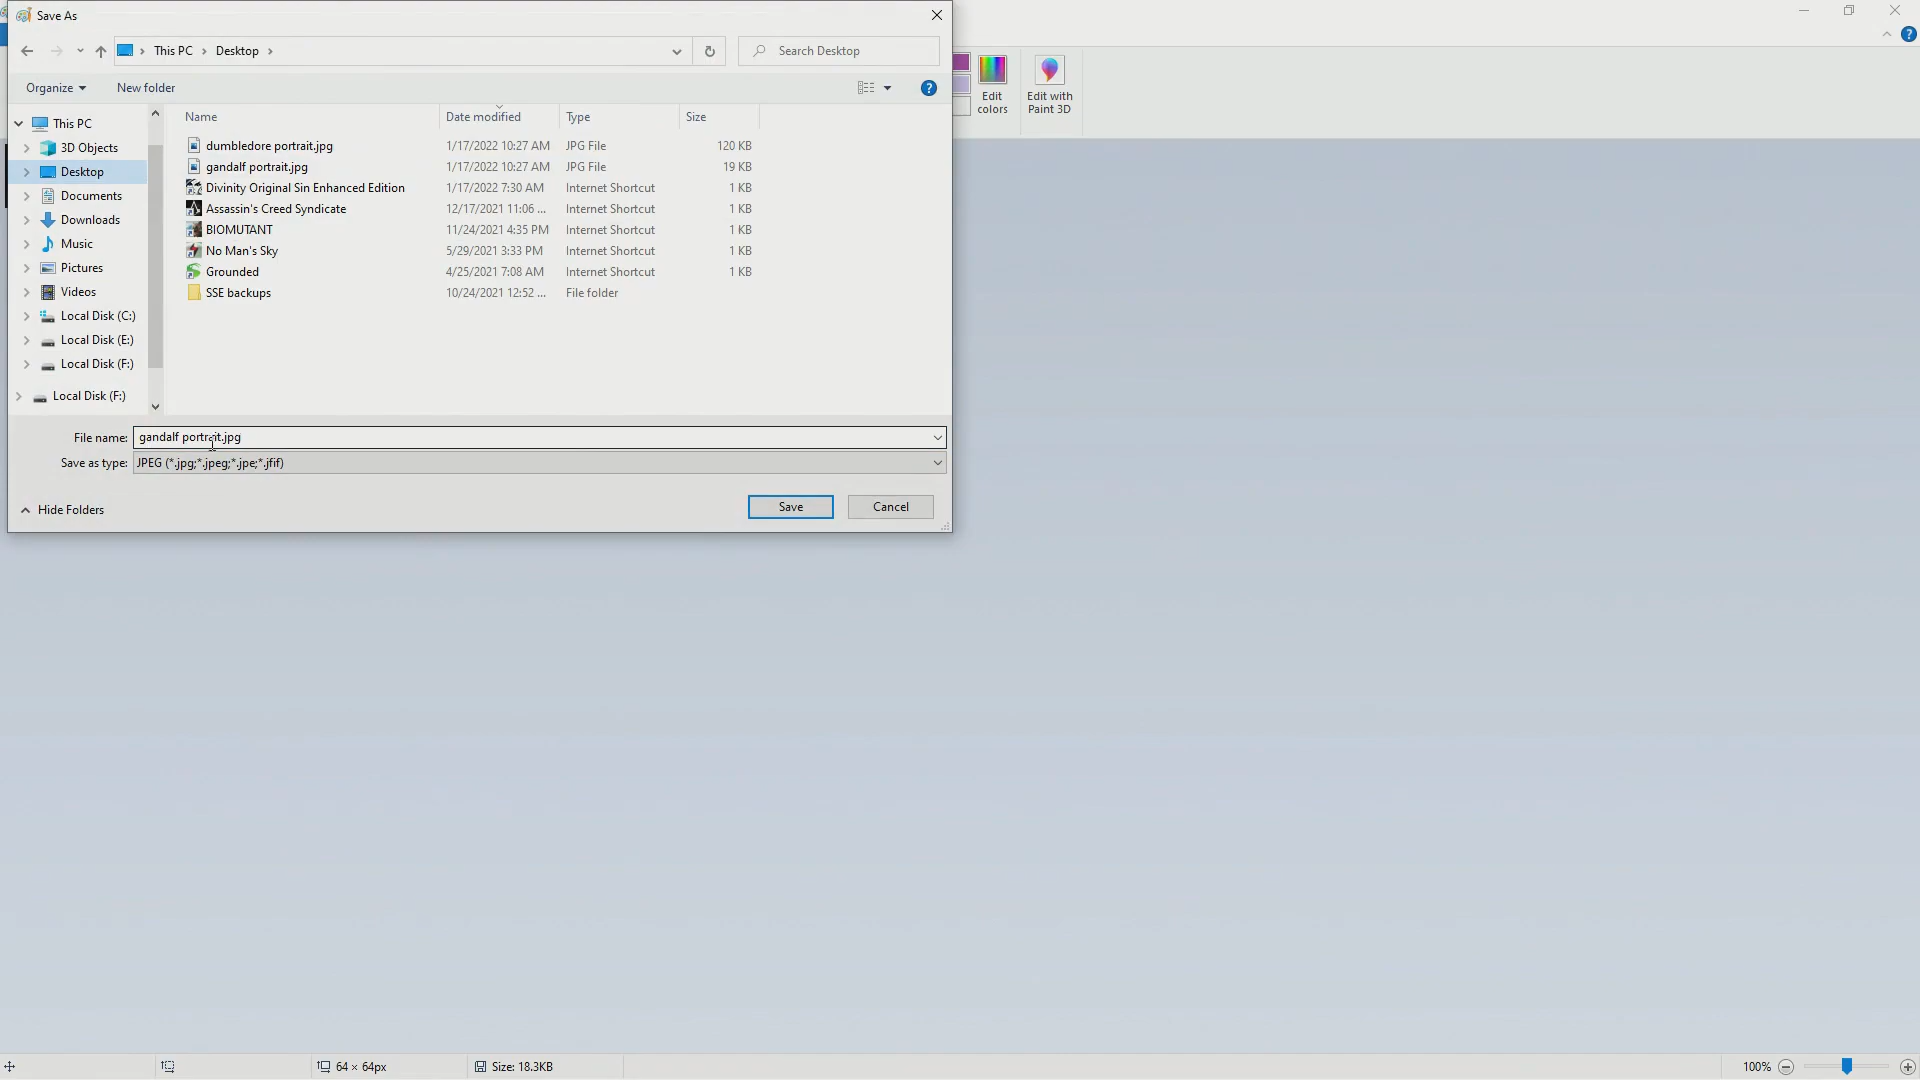 Save As
This PC > Desktop >
Search Desktop
Organize
New folder
Edit colors
Edit with Paint 3D
Name Date modified Type Size
This PC
3D Objects
Desktop
Documents
Downloads
Music
Pictures
Videos
Local Disk (C:)
Local Disk (E:)
Local Disk (F:)
Local Disk (F:)
dumbledore portrait.jpg 1/17/2022 10:27 AM JPG File 120 KB
gandalf portrait.jpg 1/17/2022 10:27 AM JPG File 19 KB
Divinity Original Sin Enhanced Edition 1/17/2022 7:30 AM Internet Shortcut 1 KB
Assassin's Creed Syndicate 12/17/2021 11:06 ... Internet Shortcut 1 KB
BIOMUTANT 11/24/2021 4:35 PM Internet Shortcut 1 KB
No Man's Sky 5/29/2021 3:33 PM Internet Shortcut 1 KB
Grounded 4/25/2021 7:08 AM Internet Shortcut 1 KB
SSE backups 10/24/2021 12:52 ... File folder
File name: gandalf portrait.jpg
Save as type: JPEG (*.jpg;*.jpeg;*.jpe;*.jfif)
Hide Folders
Save
Cancel
64 × 64px
Size: 18.3KB
100%